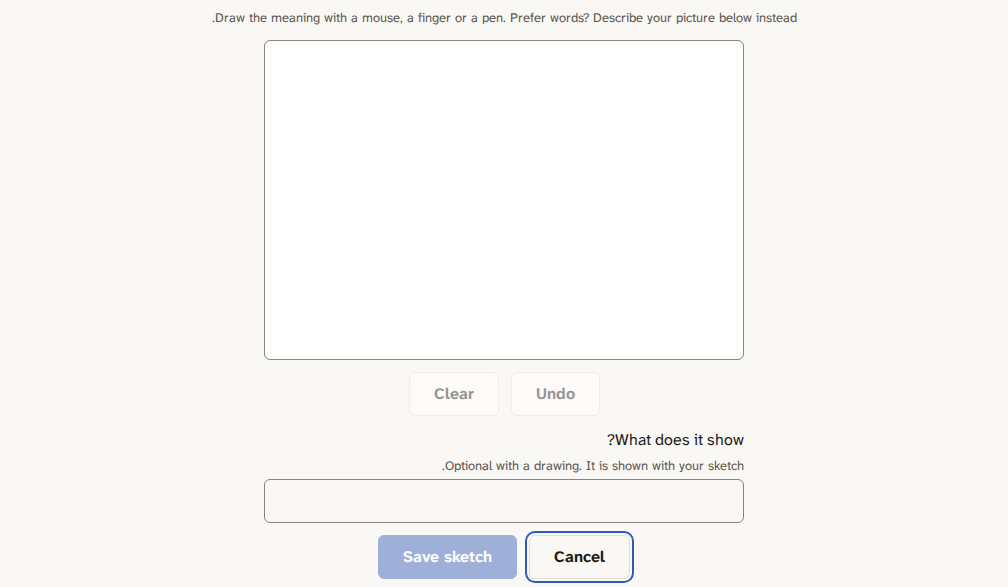 .Draw the meaning with a mouse, a finger or a pen. Prefer words? Describe your picture below instead
Clear Undo
?What does it show
.Optional with a drawing. It is shown with your sketch
Save sketch Cancel